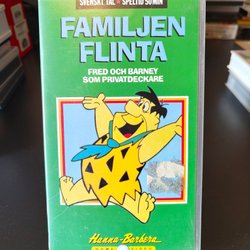 SVENSKT TAL * SPELTID 50 MIN
FAMILJEN
FLINTA
FRED OCH BARNEY
SOM PRIVATDECKARE
Hanna-Barbera